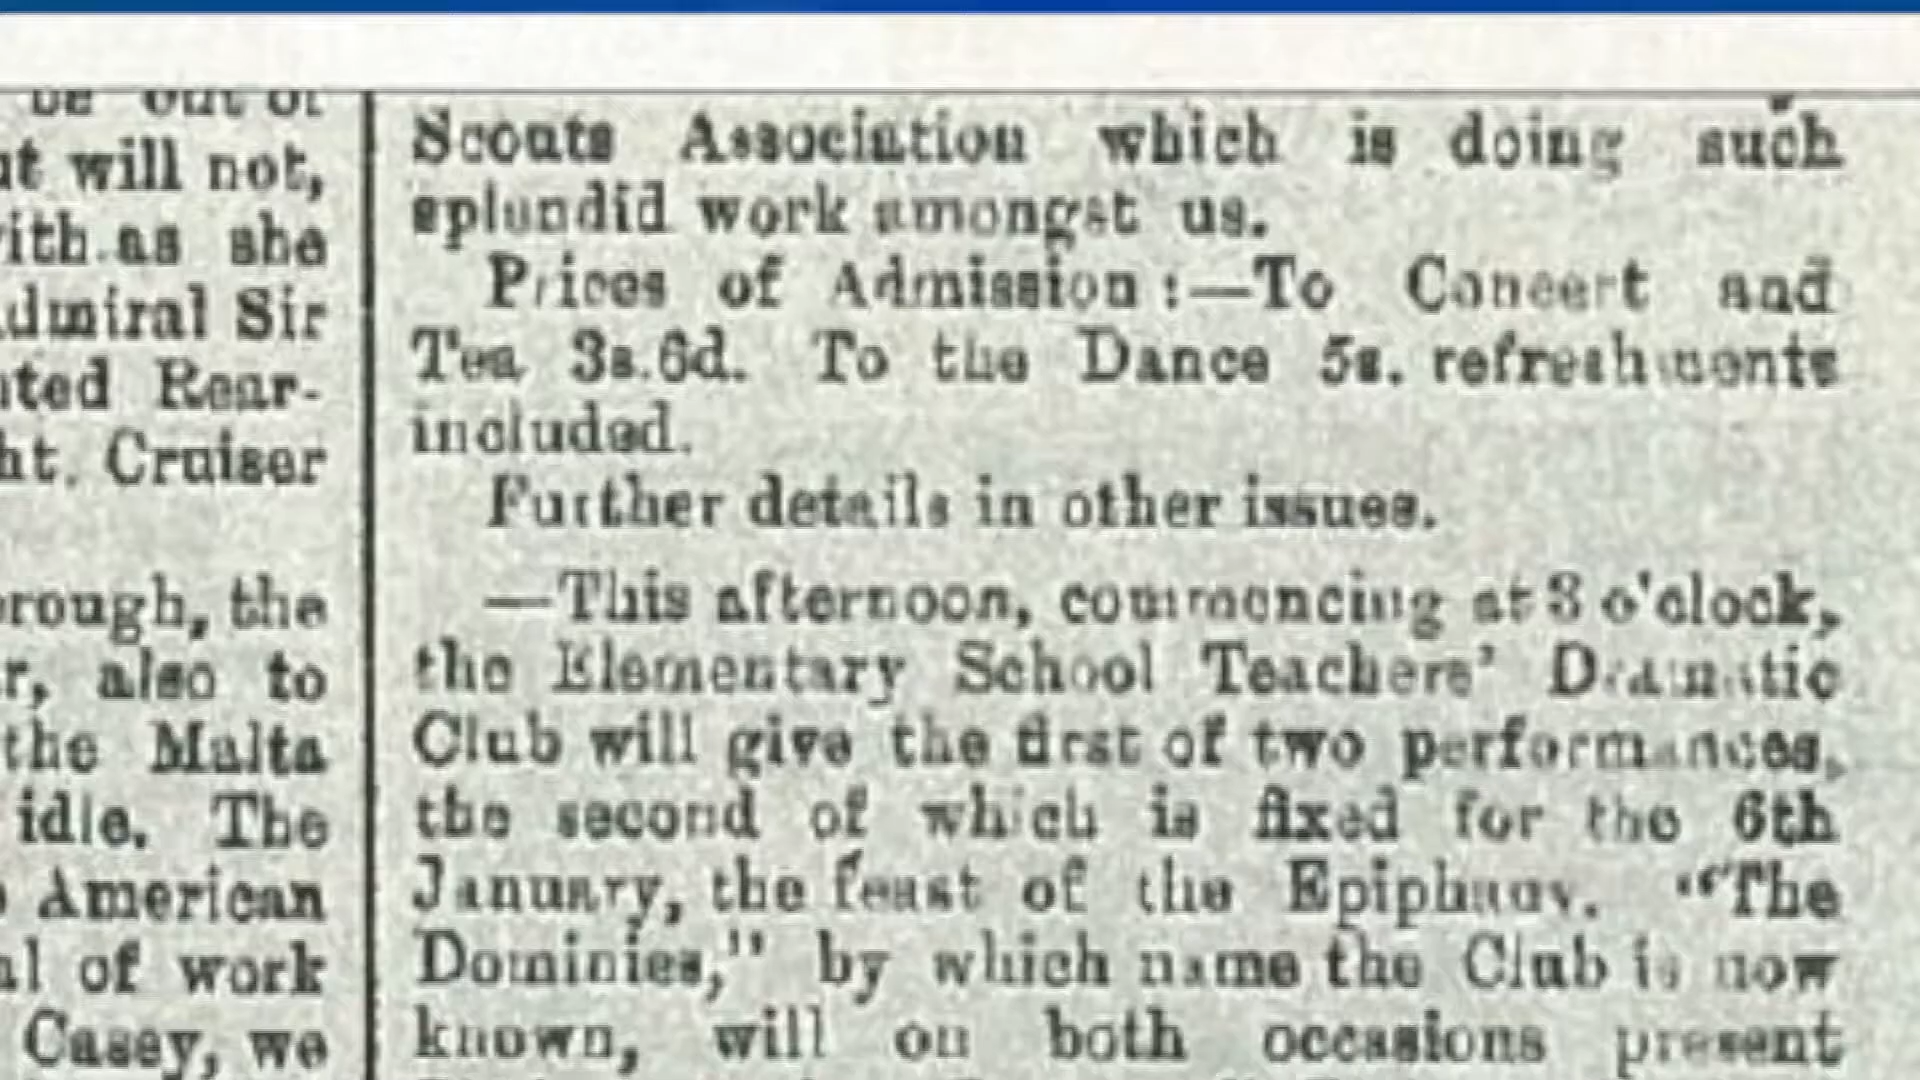 be out of
ut will not,
with as she
Admiral Sir
nted Rear-
ht. Cruiser
orough, the
r, also to
the Malta
idle. The
American
al of work
Casey, we
Scouts Association which is doing such
splendid work amongst us.
Prices of Admission :—To Concert and
Tea 3s.6d. To the Dance 5s. refreshments
included.
Further details in other issues.
—This afternoon, commencing at 3 o'clock,
the Elementary School Teachers' Dramatic
Club will give the first of two performances,
the second of which is fixed for the 6th
January, the feast of the Epiphany. "The
Dominies," by which name the Club is now
known, will on both occasions present